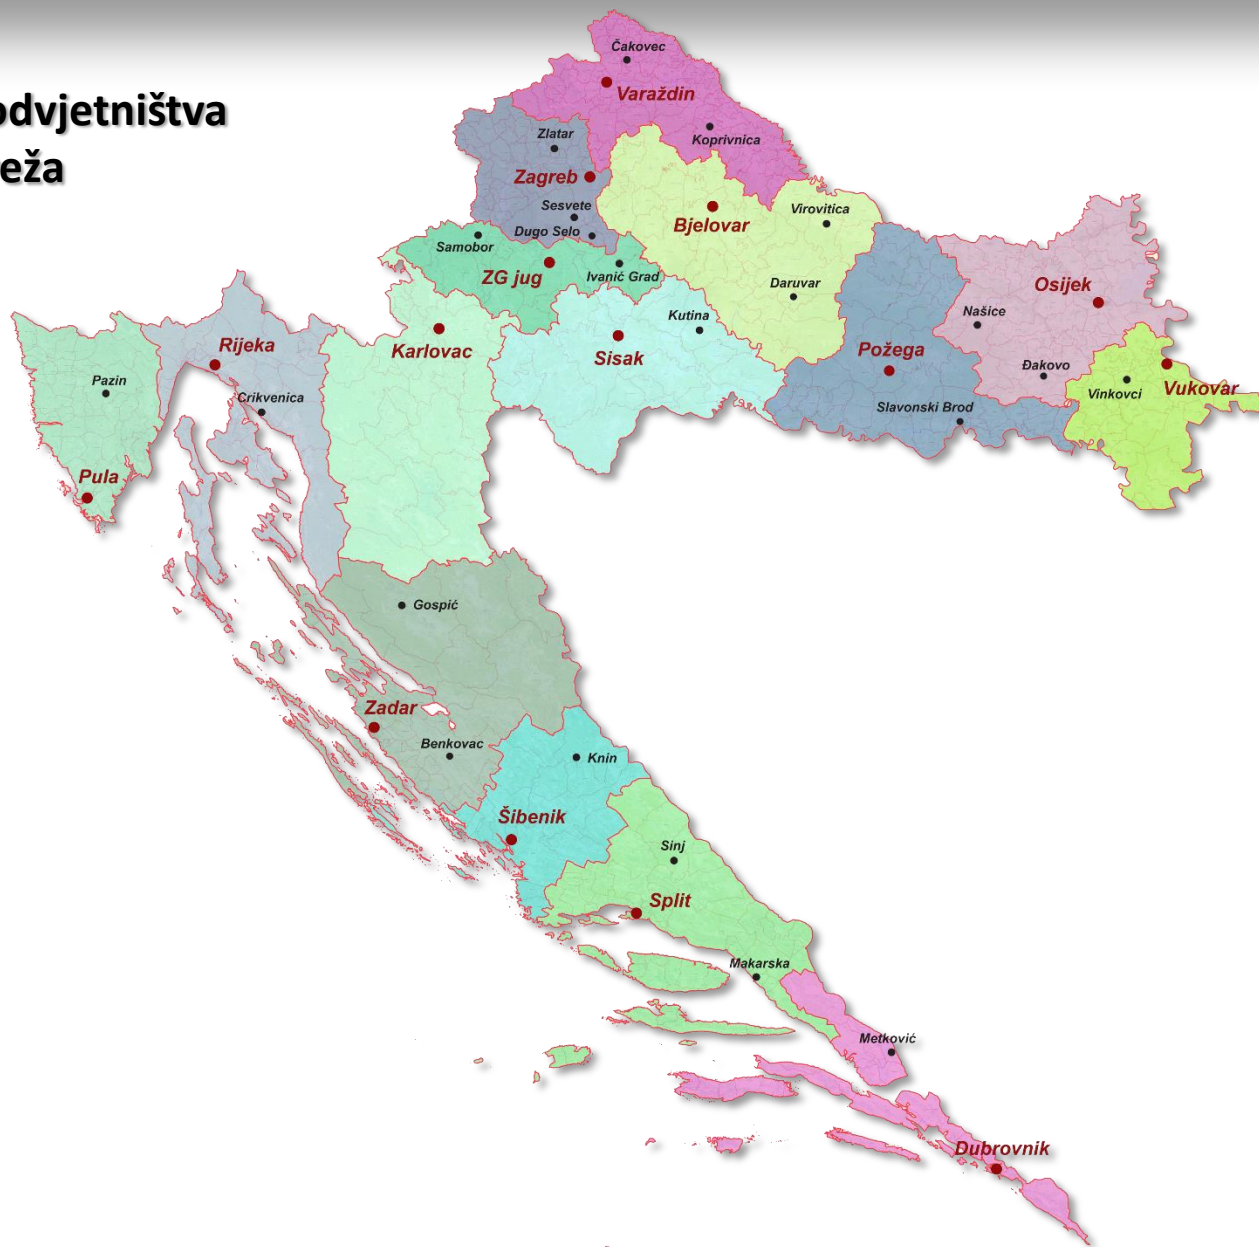 odvjetništva
eža
Čakovec
Varaždin
Koprivnica
Zlatar
Zagreb
Sesvete
Dugo Selo
Samobor
ZG jug
Ivanić Grad
Bjelovar
Virovitica
Daruvar
Osijek
Našice
Đakovo
Vukovar
Vinkovci
Požega
Slavonski Brod
Kutina
Sisak
Karlovac
Rijeka
Crikvenica
Pazin
Pula
Gospić
Zadar
Benkovac
Knin
Šibenik
Sinj
Split
Makarska
Metković
Dubrovnik